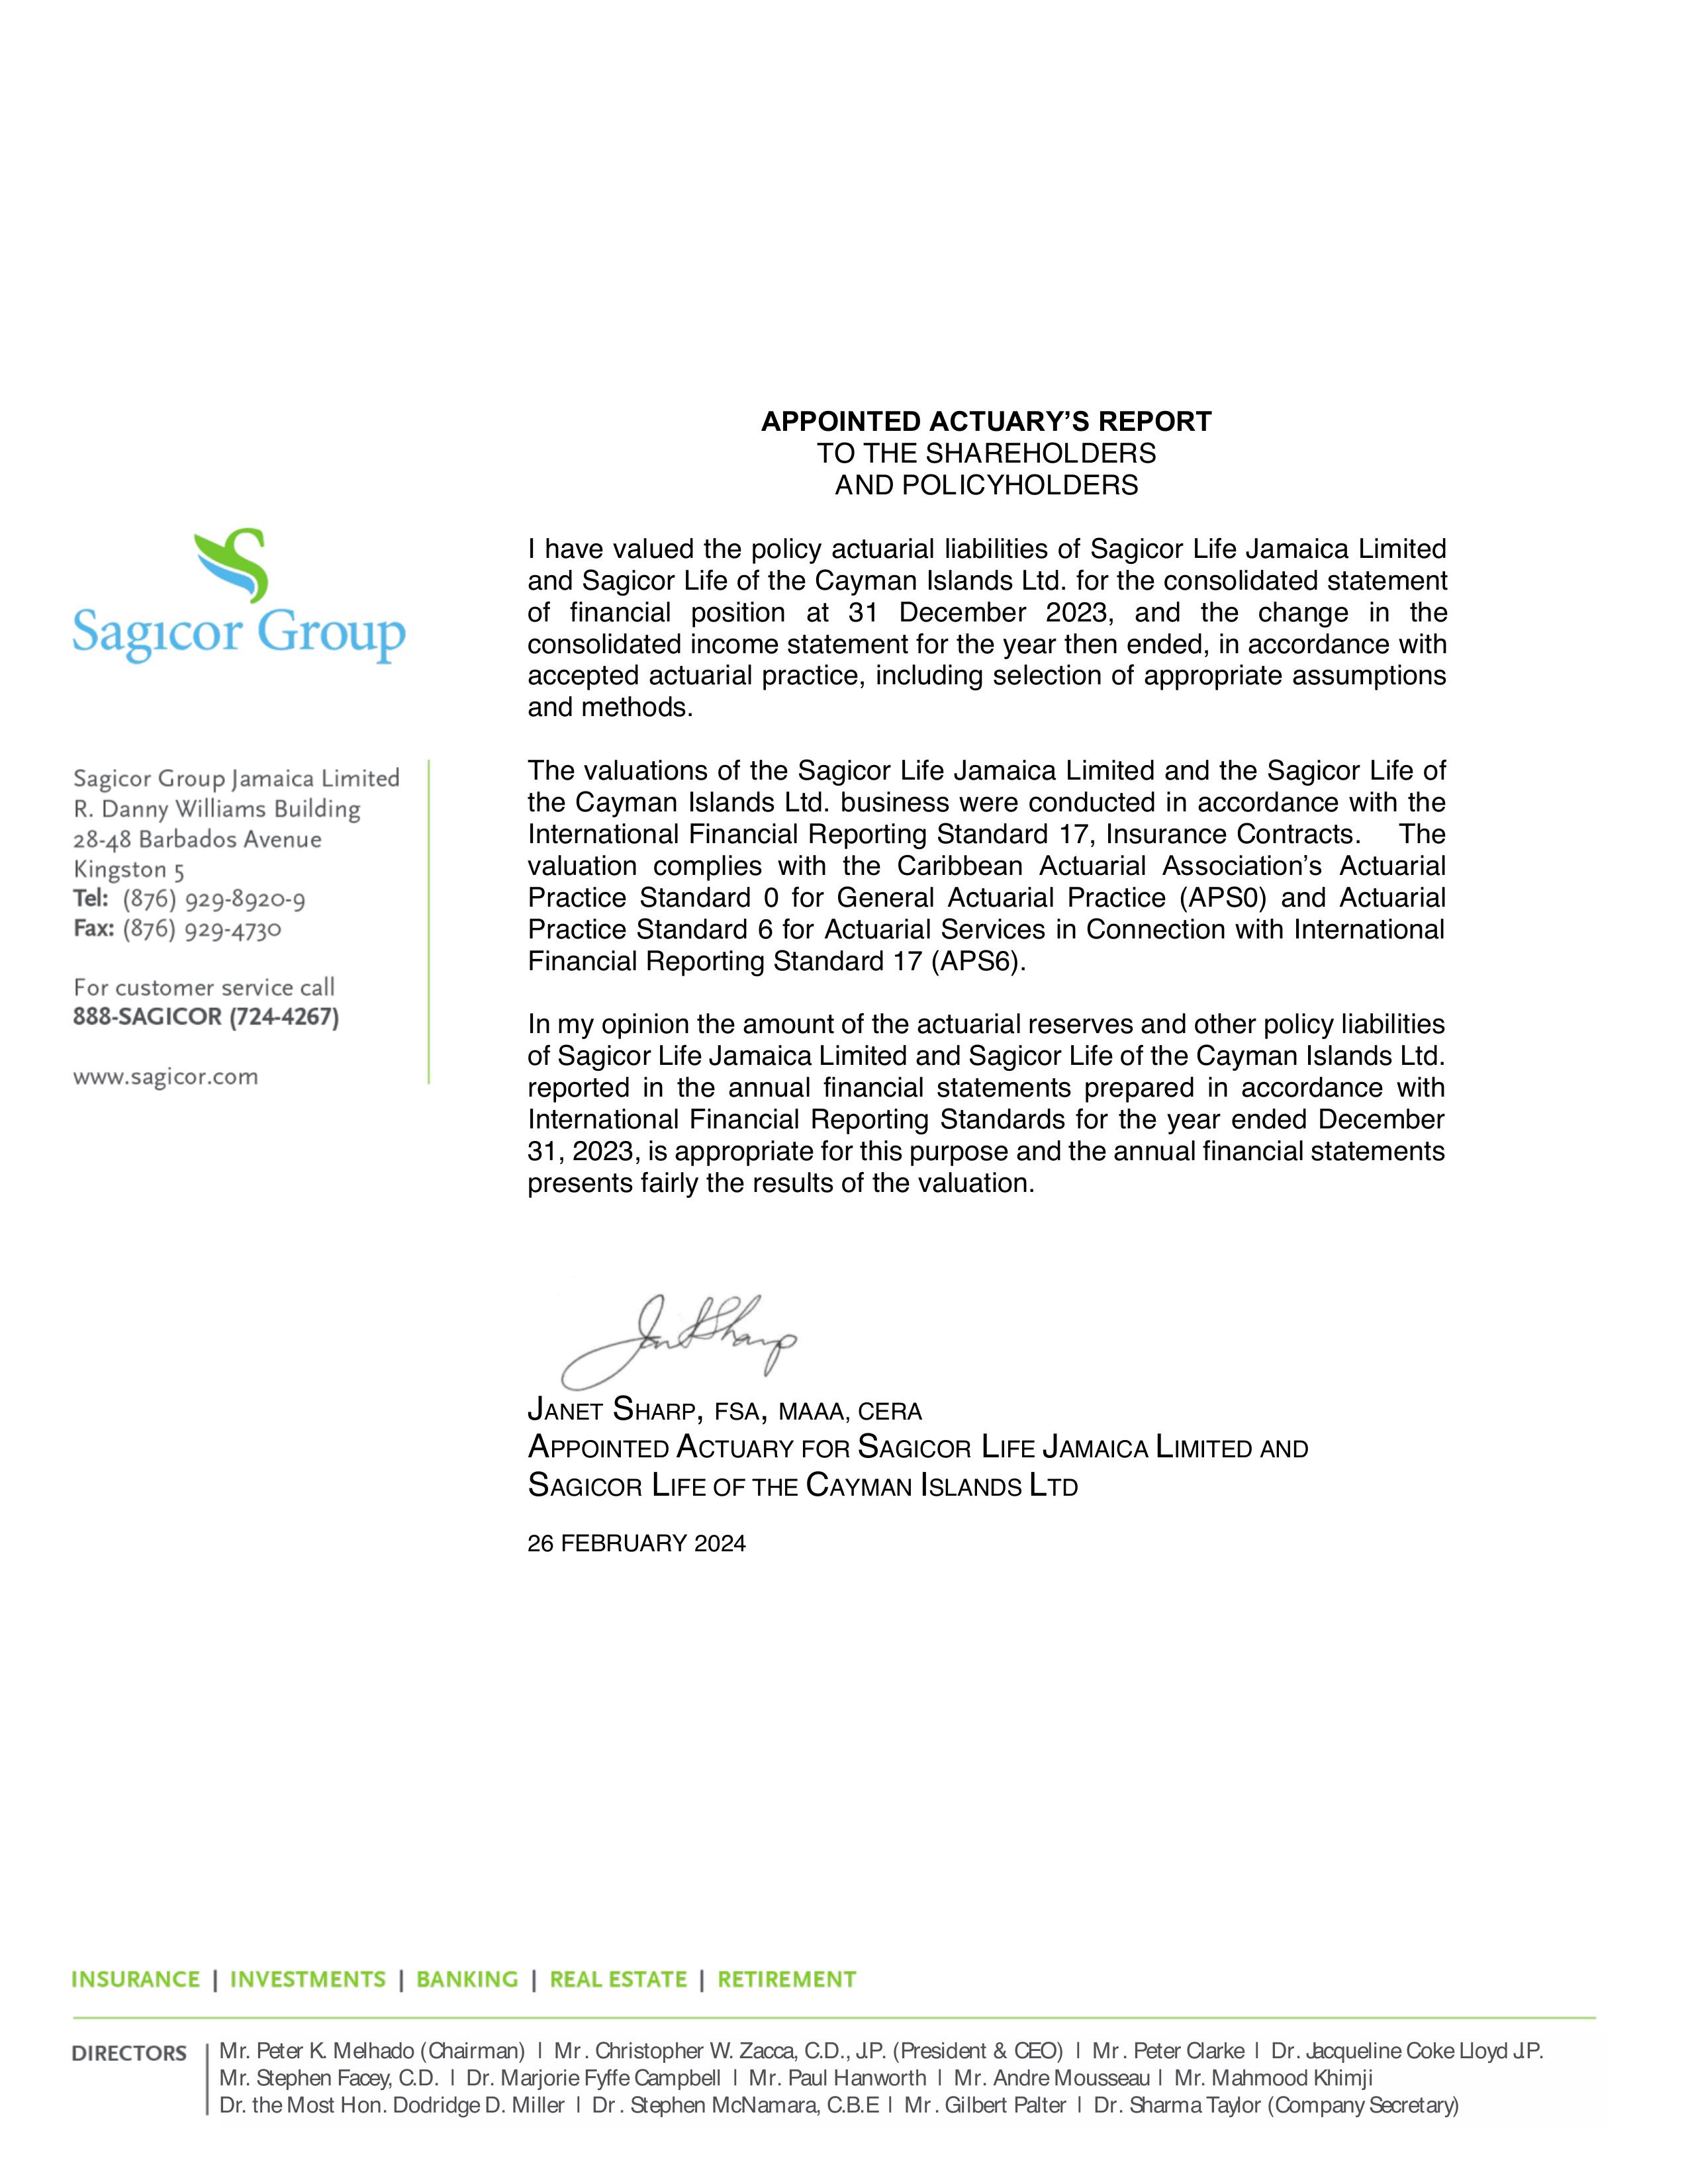 APPOINTED ACTUARY'S REPORT
TO THE SHAREHOLDERS
AND POLICYHOLDERS
Sagicor Group
Sagicor Group Jamaica Limited
R. Danny Williams Building
28-48 Barbados Avenue
Kingston 5
Tel: (876) 929-8920-9
Fax: (876) 929-4730
For customer service call
888-SAGICOR (724-4267)
www.sagicor.com
I have valued the policy actuarial liabilities of Sagicor Life Jamaica Limited
and Sagicor Life of the Cayman Islands Ltd. for the consolidated statement
of financial position at 31 December 2023, and the change in the
consolidated income statement for the year then ended, in accordance with
accepted actuarial practice, including selection of appropriate assumptions
and methods.
The valuations of the Sagicor Life Jamaica Limited and the Sagicor Life of
the Cayman Islands Ltd. business were conducted in accordance with the
International Financial Reporting Standard 17, Insurance Contracts. The
valuation complies with the Caribbean Actuarial Association's Actuarial
Practice Standard 0 for General Actuarial Practice (APS0) and Actuarial
Practice Standard 6 for Actuarial Services in Connection with International
Financial Reporting Standard 17 (APS6).
In my opinion the amount of the actuarial reserves and other policy liabilities
of Sagicor Life Jamaica Limited and Sagicor Life of the Cayman Islands Ltd.
reported in the annual financial statements prepared in accordance with
International Financial Reporting Standards for the year ended December
31, 2023, is appropriate for this purpose and the annual financial statements
presents fairly the results of the valuation.
JANET SHARP, FSA, MAAA, CERA
APPOINTED ACTUARY FOR SAGICOR LIFE JAMAICA LIMITED AND
SAGICOR LIFE OF THE CAYMAN ISLANDS LTD
26 FEBRUARY 2024
INSURANCE | INVESTMENTS | BANKING | REAL ESTATE | RETIREMENT
DIRECTORS
Mr. Peter K. Melhado (Chairman) | Mr. Christopher W. Zacca, C.D., J.P. (President & CEO) | Mr. Peter Clarke | Dr. Jacqueline Coke Lloyd J.P.
Mr. Stephen Facey, C.D. | Dr. Marjorie Fyffe Campbell | Mr. Paul Hanworth | Mr. Andre Mousseau | Mr. Mahmood Khimji
Dr. the Most Hon. Dodridge D. Miller | Dr. Stephen McNamara, C.B.E | Mr. Gilbert Palter | Dr. Sharma Taylor (Company Secretary)